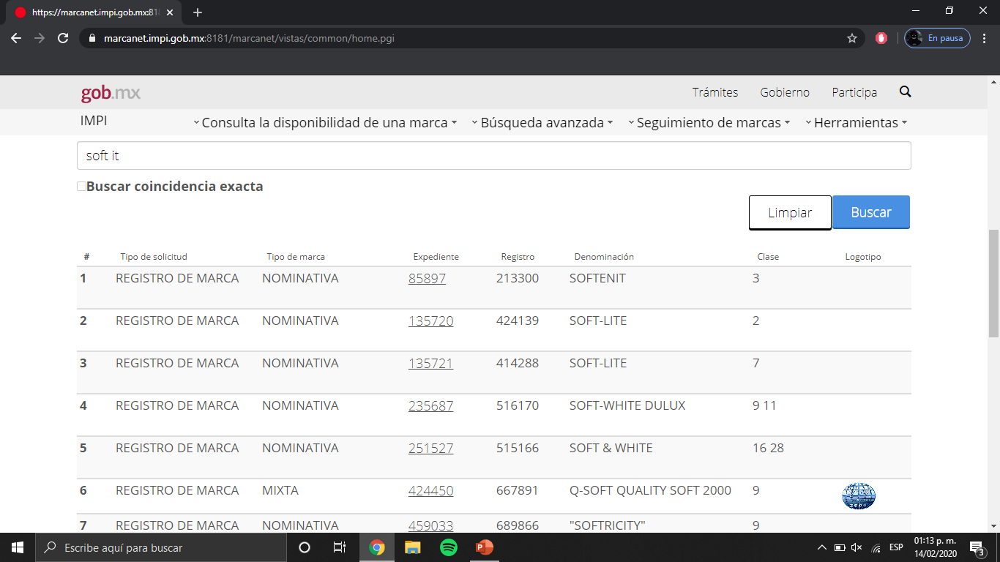 https://marcanet.impi.gob.mx:818
marcanet.impi.gob.mx:8181/marcanet/vistas/common/home.pgi
En pausa
gob.mx
Trámites Gobierno Participa
IMPI
Consulta la disponibilidad de una marca Búsqueda avanzada Seguimiento de marcas Herramientas
soft it
Buscar coincidencia exacta
Limpiar Buscar
# Tipo de solicitud Tipo de marca Expediente Registro Denominación Clase Logotipo
1 REGISTRO DE MARCA NOMINATIVA 85897 213300 SOFTENIT 3
2 REGISTRO DE MARCA NOMINATIVA 135720 424139 SOFT-LITE 2
3 REGISTRO DE MARCA NOMINATIVA 135721 414288 SOFT-LITE 7
4 REGISTRO DE MARCA NOMINATIVA 235687 516170 SOFT-WHITE DULUX 9 11
5 REGISTRO DE MARCA NOMINATIVA 251527 515166 SOFT & WHITE 16 28
6 REGISTRO DE MARCA MIXTA 424450 667891 Q-SOFT QUALITY SOFT 2000 9
7 REGISTRO DE MARCA NOMINATIVA 459033 689866 "SOFTRICITY" 9
Escribe aquí para buscar
ESP
01:13 p. m.
14/02/2020
3